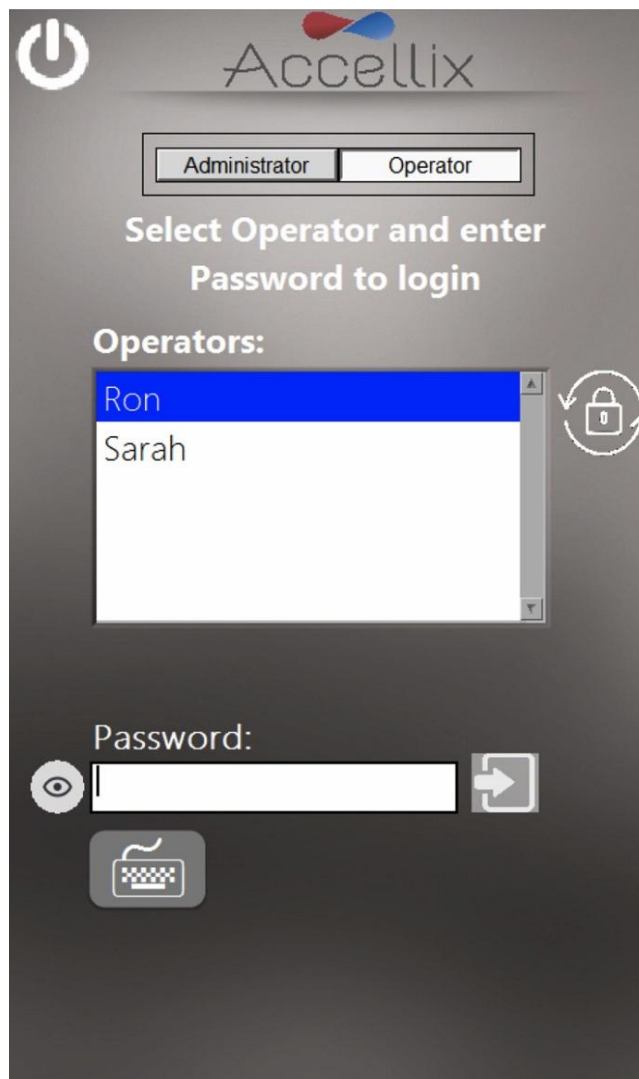 Accellix
Administrator Operator
Select Operator and enter
Password to login
Operators:
Ron
Sarah
Password: